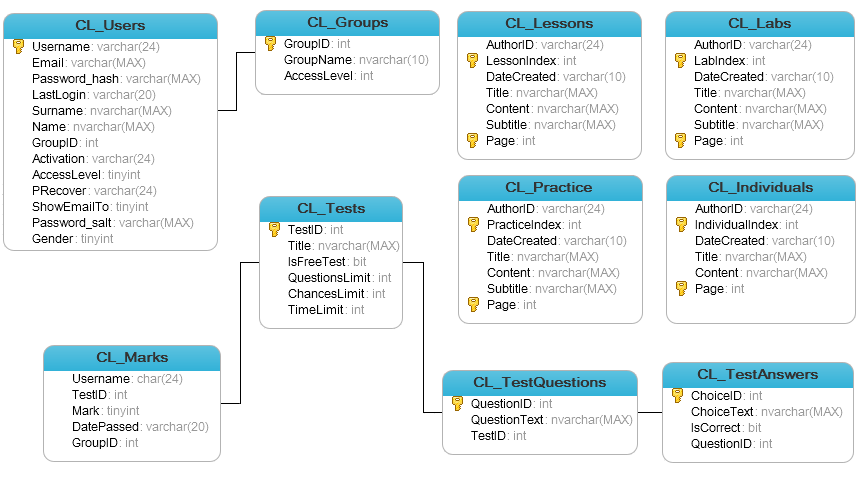 CL_Users
Username: varchar(24)
Email: varchar(MAX)
Password_hash: varchar(MAX)
LastLogin: varchar(20)
Surname: nvarchar(MAX)
Name: nvarchar(MAX)
GroupID: int
Activation: varchar(24)
AccessLevel: tinyint
PRecover: varchar(24)
ShowEmailTo: tinyint
Password_salt: varchar(MAX)
Gender: tinyint
CL_Groups
GroupID: int
GroupName: nvarchar(10)
AccessLevel: int
CL_Lessons
AuthorID: varchar(24)
LessonIndex: int
DateCreated: varchar(10)
Title: nvarchar(MAX)
Content: nvarchar(MAX)
Subtitle: nvarchar(MAX)
Page: int
CL_Labs
AuthorID: varchar(24)
LabIndex: int
DateCreated: varchar(10)
Title: nvarchar(MAX)
Content: nvarchar(MAX)
Subtitle: nvarchar(MAX)
Page: int
CL_Tests
TestID: int
Title: nvarchar(MAX)
IsFreeTest: bit
QuestionsLimit: int
ChancesLimit: int
TimeLimit: int
CL_Practice
AuthorID: varchar(24)
PracticeIndex: int
DateCreated: varchar(10)
Title: nvarchar(MAX)
Content: nvarchar(MAX)
Subtitle: nvarchar(MAX)
Page: int
CL_Individuals
AuthorID: varchar(24)
IndividualIndex: int
DateCreated: varchar(10)
Title: nvarchar(MAX)
Content: nvarchar(MAX)
Page: int
CL_Marks
Username: char(24)
TestID: int
Mark: tinyint
DatePassed: varchar(20)
GroupID: int
CL_TestQuestions
QuestionID: int
QuestionText: nvarchar(MAX)
TestID: int
CL_TestAnswers
ChoiceID: int
ChoiceText: nvarchar(MAX)
IsCorrect: bit
QuestionID: int